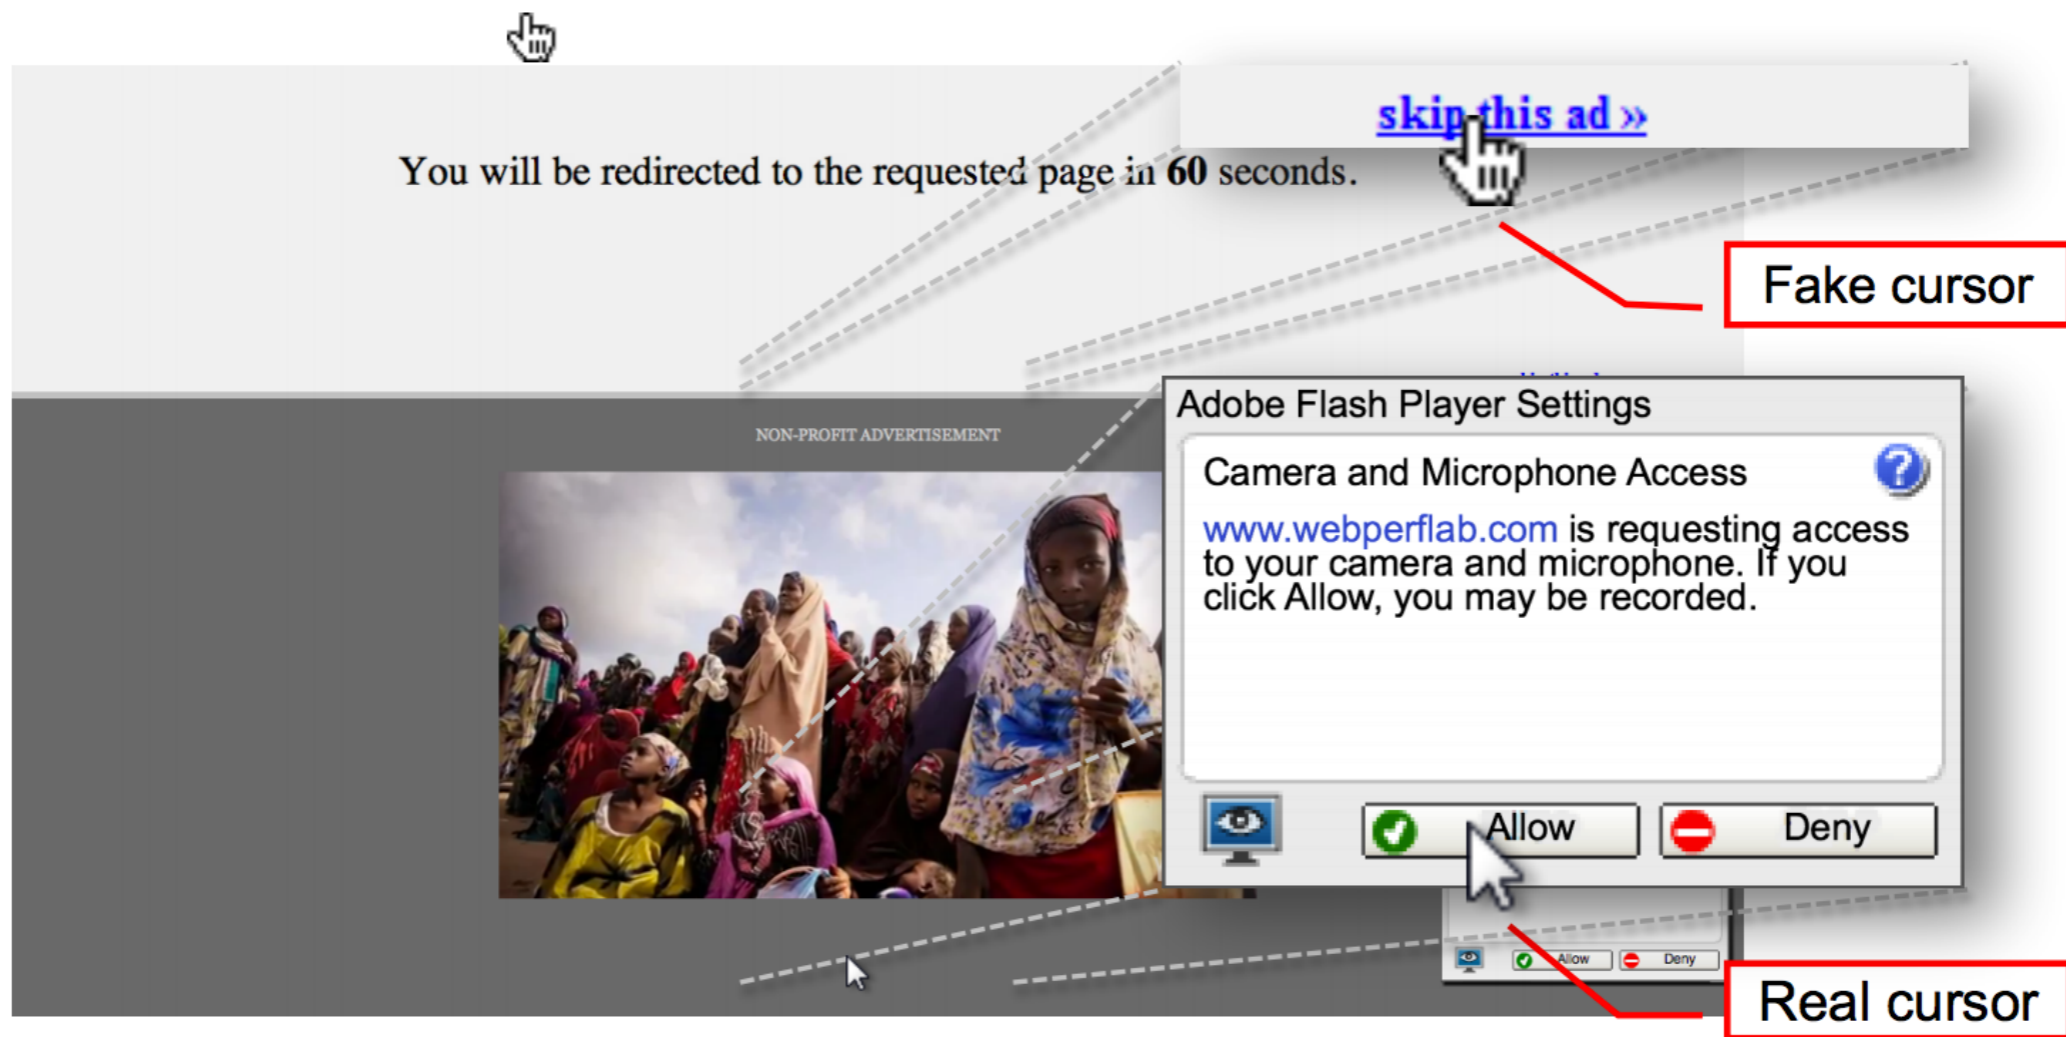 skip this ad »
You will be redirected to the requested page in 60 seconds.
Fake cursor
Adobe Flash Player Settings
NON-PROFIT ADVERTISEMENT
Camera and Microphone Access
www.webperflab.com is requesting access
to your camera and microphone. If you
click Allow, you may be recorded.
Allow
Deny
Allow
Deny
Real cursor